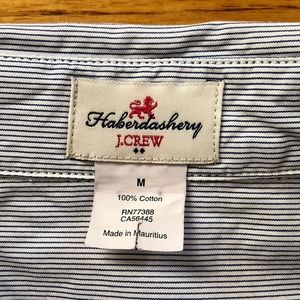 Haberdashery
J.CREW
M
100% Cotton
RN77388
CA56445
Made in Mauritius